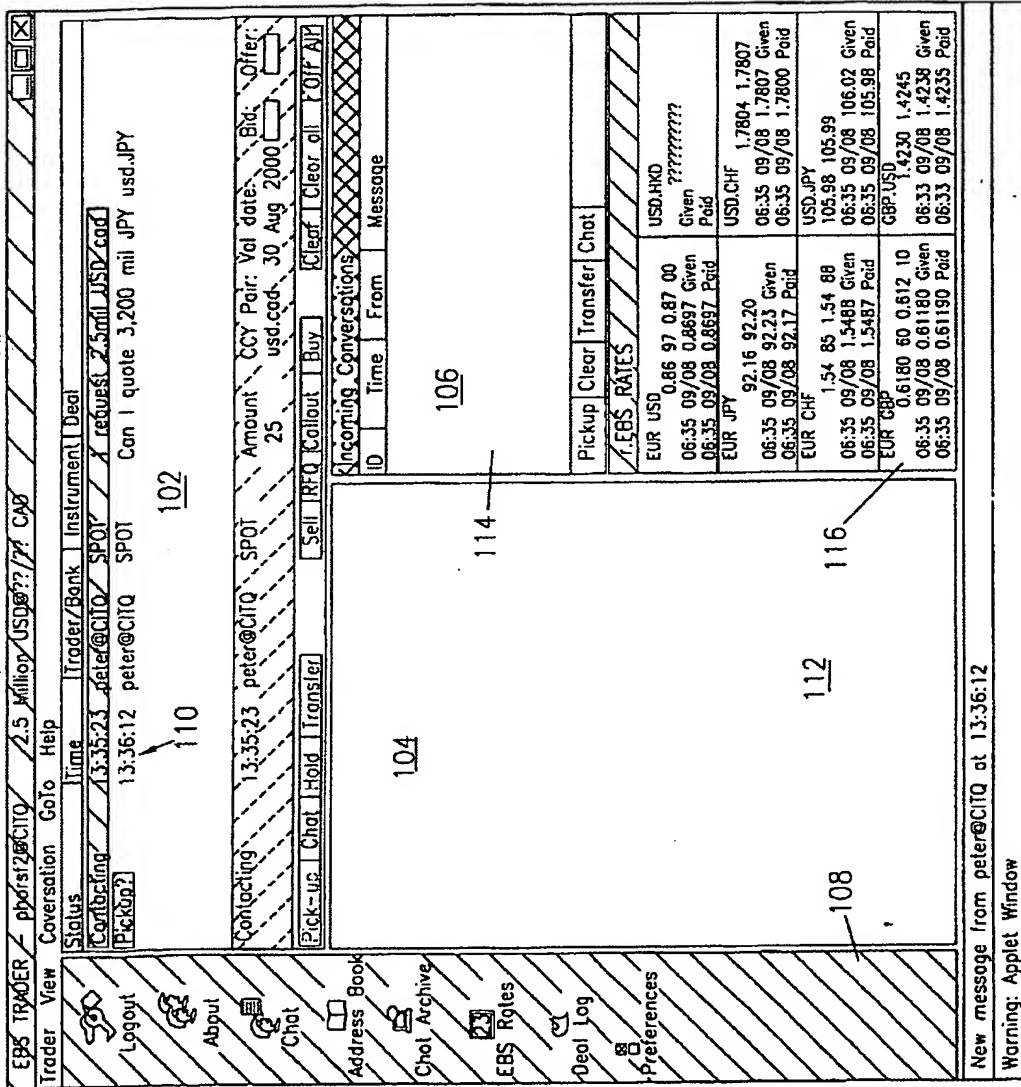 EBS TRADER – pborst2@CITQ 2.5 Million USD@??/?? CAD
Trader View Coversation GoTo Help
Status Time Trader/Bank Instrument Deal
Contacting 13:35:23 peter@CITQ SPOT I request 2.5mil USD/cad
Pickup? 13:36:12 peter@CITQ SPOT Can I quote 3,200 mil JPY usd.JPY
110
102
Amount CCY Pair: Val date: Bid: Offer:
Contacting 13:35:23 peter@CITQ SPOT 25 usd.cad 30 Aug 2000
Pick-up Chat Hold Transfer Sell RFQ Callout Buy Clear Clear all Off All
Logout
About
Chat
Address Book
Chat Archive
EBS Rates
23
Deal Log
Preferences
108
104
112
Incoming Conversations
ID Time From Message
106
114
Pickup Clear Transfer Chat
r.EBS RATES
EUR USD
0.86 97 0.87 00
06:35 09/08 0.8697 Given
06:35 09/08 0.8697 Paid
USD.HKD
??????????
Given
Paid
EUR JPY
92.16 92.20
06:35 09/08 92.23 Given
06:35 09/08 92.17 Paid
USD.CHF
1.7804 1.7807
06:35 09/08 1.7807 Given
06:35 09/08 1.7800 Paid
EUR CHF
1.54 85 1.54 88
06:35 09/08 1.5488 Given
06:35 09/08 1.5487 Paid
USD.JPY
105.98 105.99
06:35 09/08 106.02 Given
06:35 09/08 105.98 Paid
EUR GBP
0.6180 60 0.612 10
06:35 09/08 0.61180 Given
06:35 09/08 0.61190 Paid
GBP.USD
1.4230 1.4245
06:33 09/08 1.4238 Given
06:33 09/08 1.4235 Paid
116
New message from peter@CITQ at 13:36:12
Warning: Applet Window